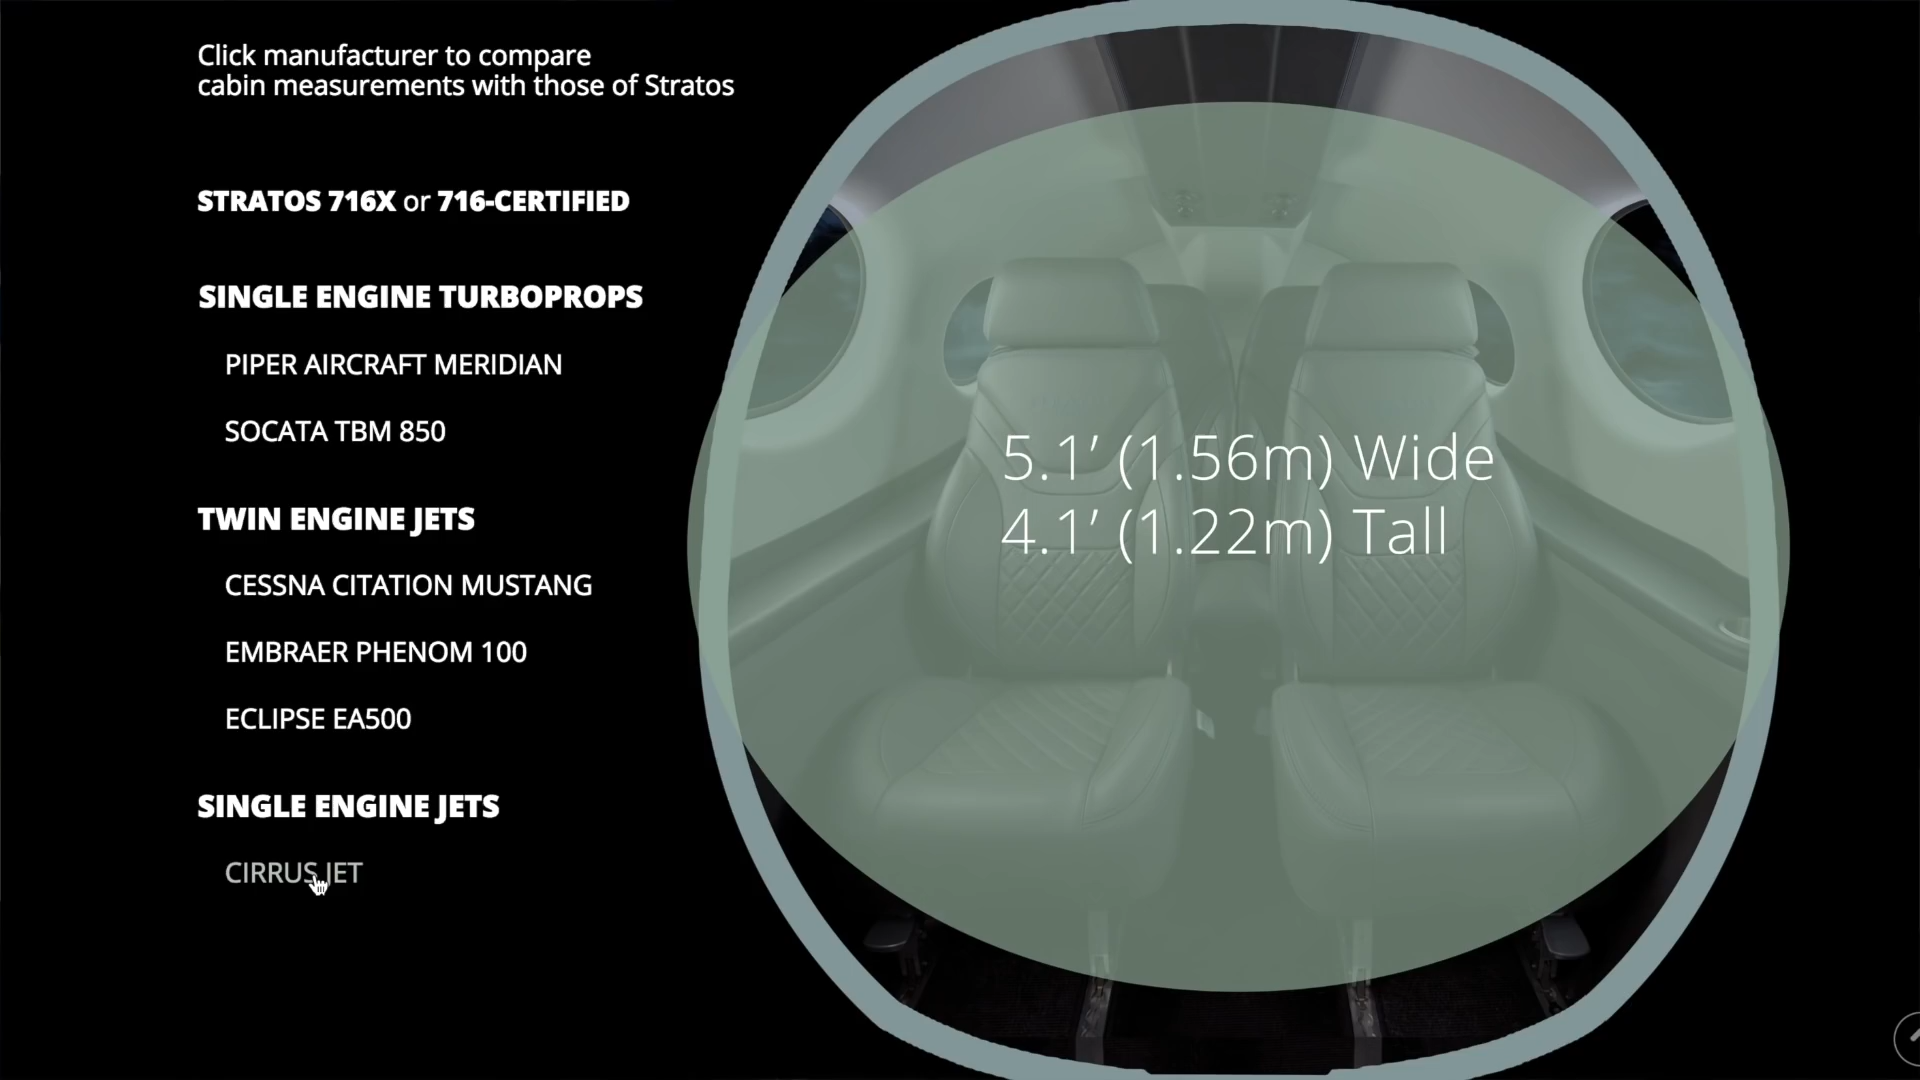 Click manufacturer to compare
cabin measurements with those of Stratos
STRATOS 716X or 716-CERTIFIED
SINGLE ENGINE TURBOPROPS
PIPER AIRCRAFT MERIDIAN
SOCATA TBM 850
TWIN ENGINE JETS
CESSNA CITATION MUSTANG
EMBRAER PHENOM 100
ECLIPSE EA500
SINGLE ENGINE JETS
CIRRUS JET
5.1’ (1.56m) Wide
4.1’ (1.22m) Tall